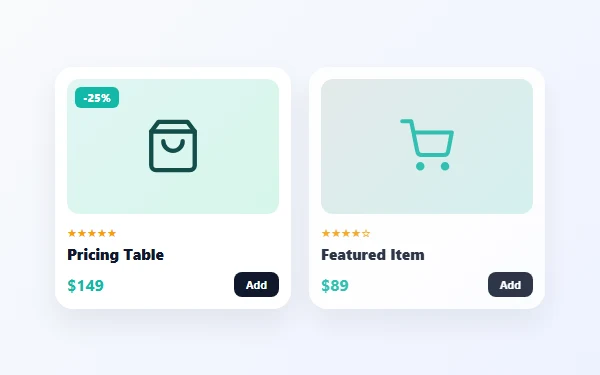 -25%
★★★★★
Pricing Table
$149
Add
★★★★☆
Featured Item
$89
Add